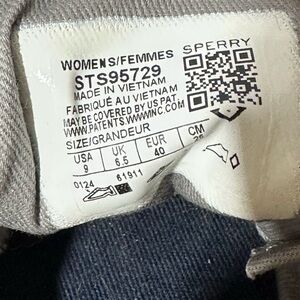 WOMENS/FEMMES SPERRY
STS95729
MADE IN VIETNAM
FABRIQUÉ AU VIETNAM
MAY BE COVERED BY US PAT.
WWW.PATENTS.WWWINC.COM
SIZE/GRANDEUR
USA UK EUR CM
9 6.5 40
0124 61911